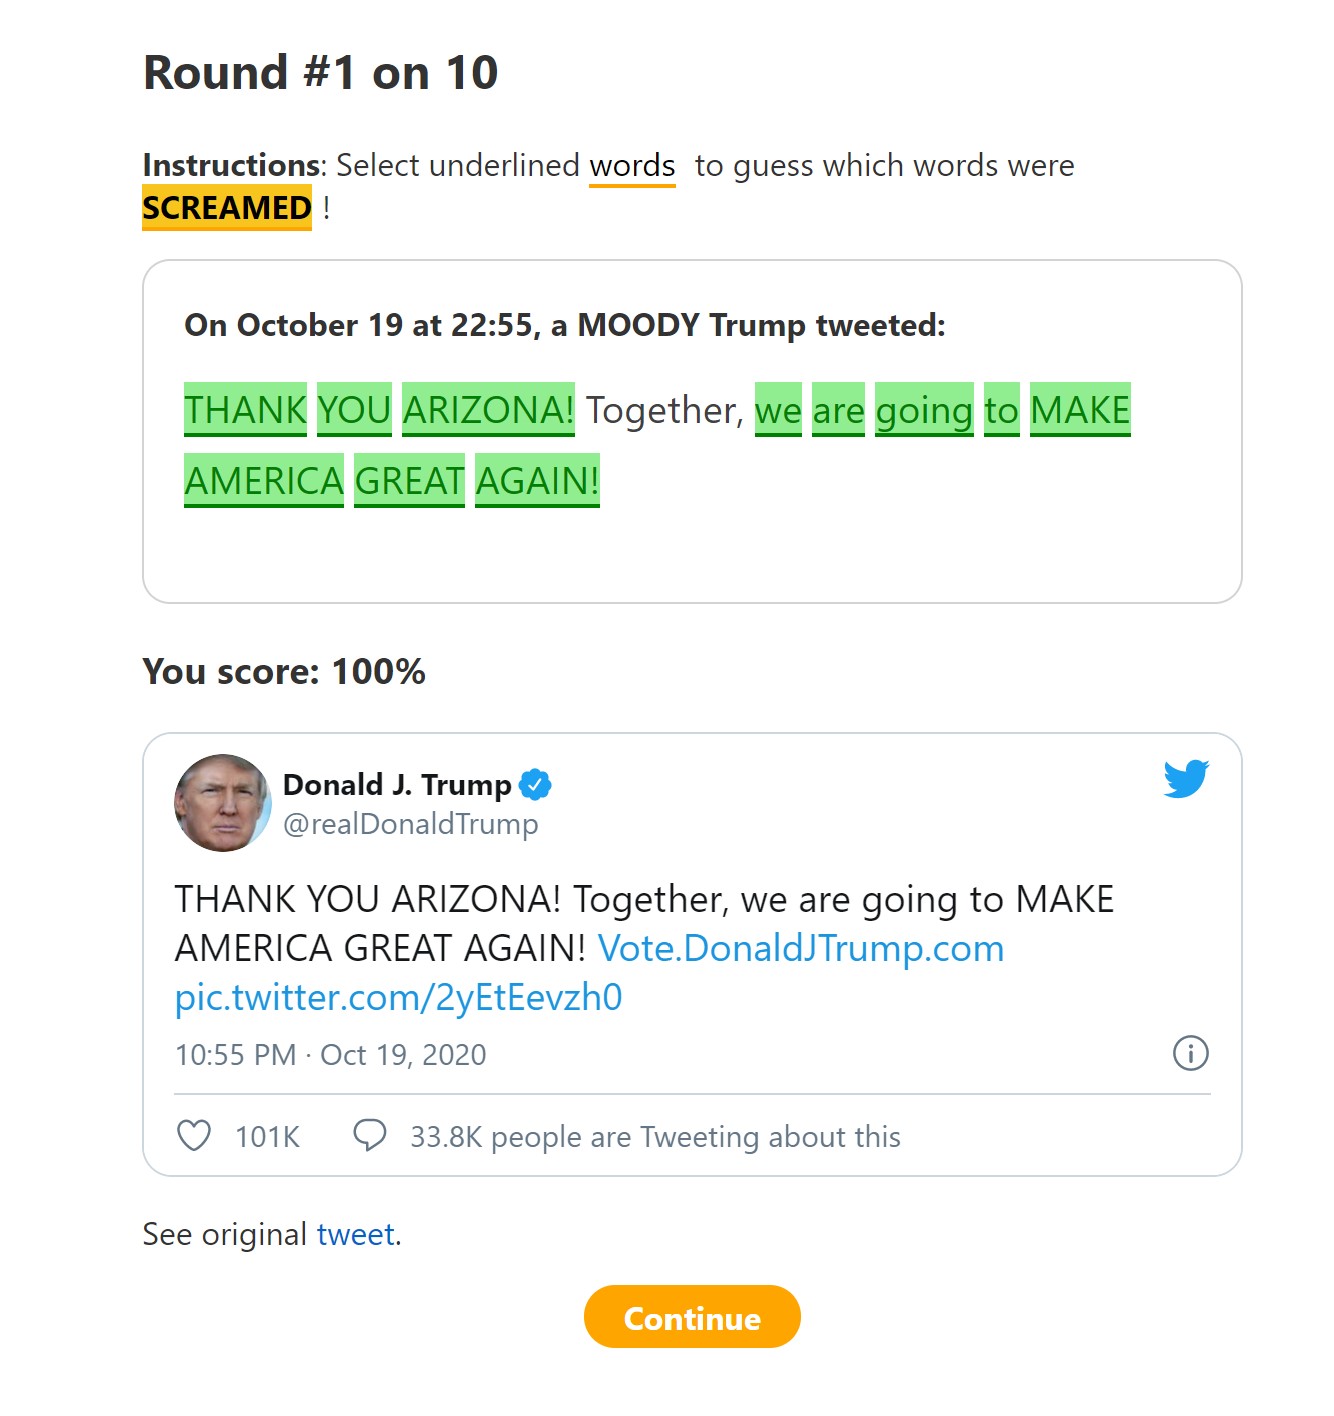 Round #1 on 10
Instructions: Select underlined words to guess which words were
SCREAMED !
On October 19 at 22:55, a MOODY Trump tweeted:
THANK YOU ARIZONA! Together, we are going to MAKE
AMERICA GREAT AGAIN!
You score: 100%
Donald J. Trump
@realDonaldTrump
THANK YOU ARIZONA! Together, we are going to MAKE
AMERICA GREAT AGAIN! Vote.DonaldJTrump.com
pic.twitter.com/2yEtEevzh0
10:55 PM · Oct 19, 2020
101K 33.8K people are Tweeting about this
See original tweet.
Continue